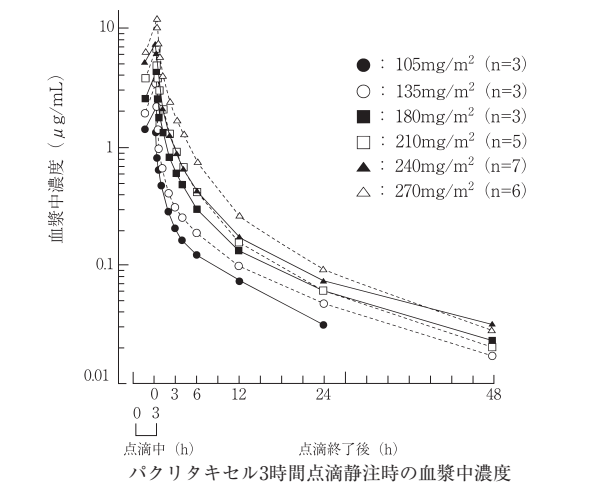 10
1
0.1
0.01
血漿中濃度（μg/mL）
●：105mg/m²（n=3）
○：135mg/m²（n=3）
■：180mg/m²（n=3）
□：210mg/m²（n=5）
▲：240mg/m²（n=7）
△：270mg/m²（n=6）
0 3 6 12 24 48
0 3
点滴中（h） 点滴終了後（h）
パクリタキセル3時間点滴静注時の血漿中濃度